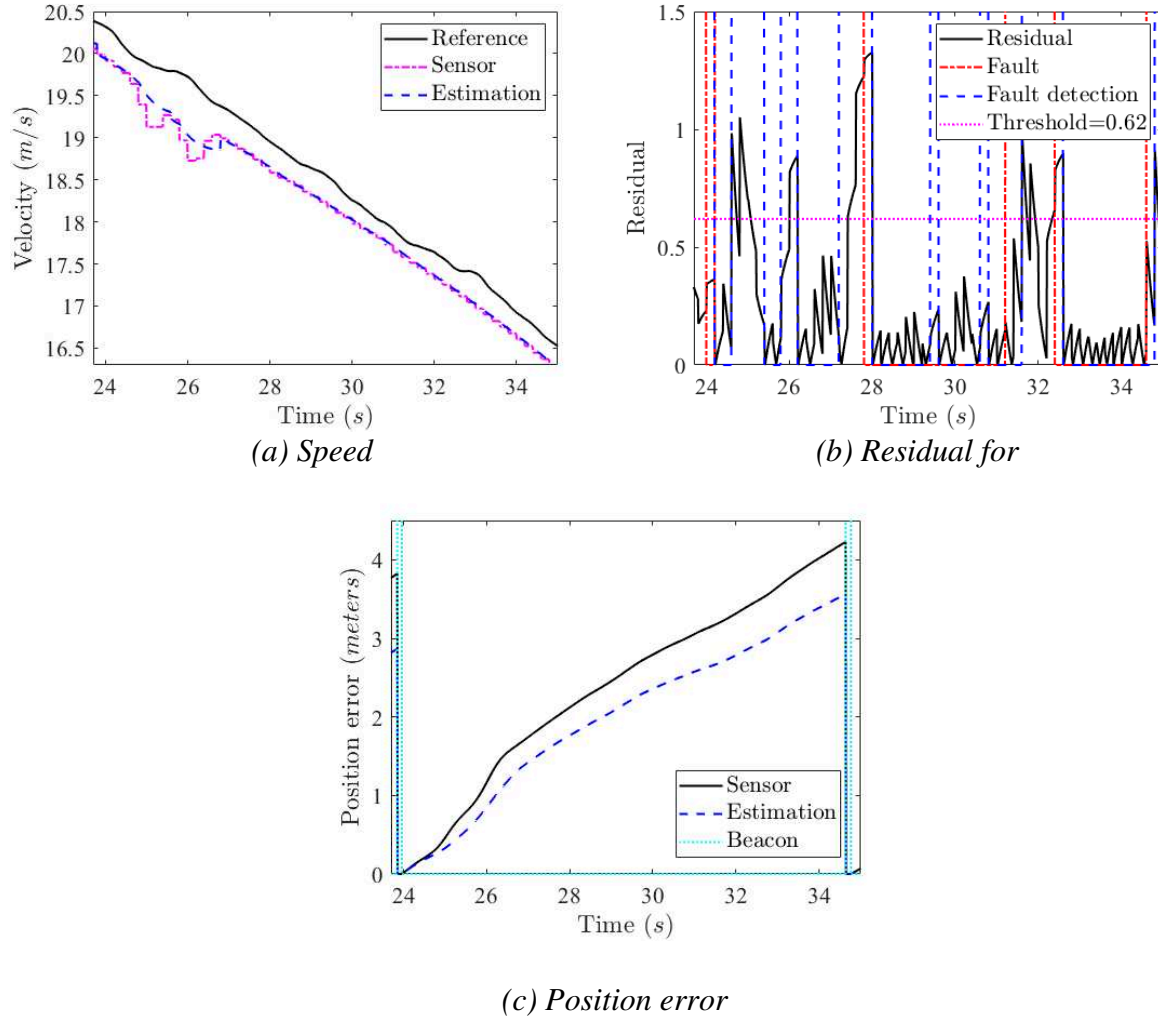 20.5
20
19.5
19
18.5
18
17.5
17
16.5
24 26 28 30 32 34
Velocity (m/s)
Time (s)
Reference
Sensor
Estimation
(a) Speed
1.5
1
0.5
0
24 26 28 30 32 34
Residual
Time (s)
Residual
Fault
Fault detection
Threshold=0.62
(b) Residual for
4
3
2
1
0
24 26 28 30 32 34
Position error (meters)
Time (s)
Sensor
Estimation
Beacon
(c) Position error